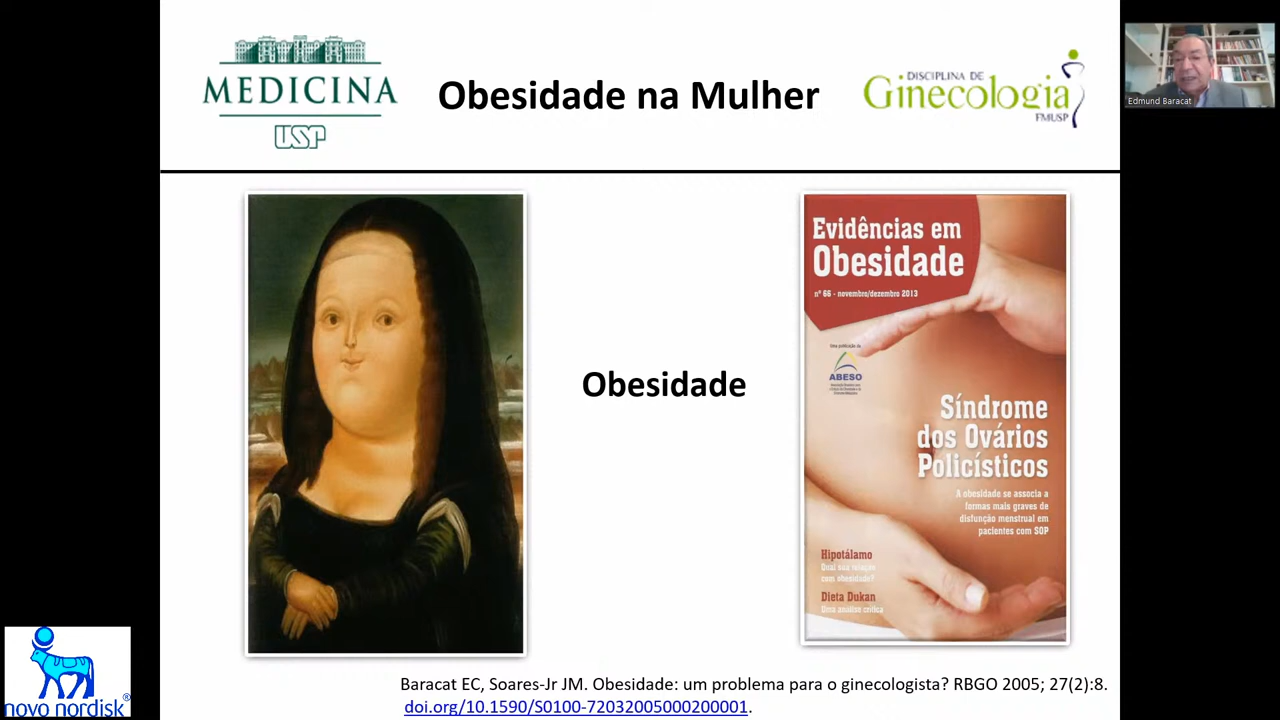 MEDICINA
USP
Obesidade na Mulher
DISCIPLINA DE
Ginecologia
FMUSP
Edmund Baracat
Evidências em
Obesidade
nº 66 - novembro/dezembro 2013
Uma publicação da
ABESO
Síndrome
dos Ovários
Policísticos
A obesidade se associa a
formas mais graves de
disfunção menstrual em
pacientes com SOP
Hipotálamo
Qual sua relação
com obesidade?
Dieta Dukan
Uma análise crítica
Obesidade
Baracat EC, Soares-Jr JM. Obesidade: um problema para o ginecologista? RBGO 2005; 27(2):8.
doi.org/10.1590/S0100-72032005000200001.
novo nordisk®